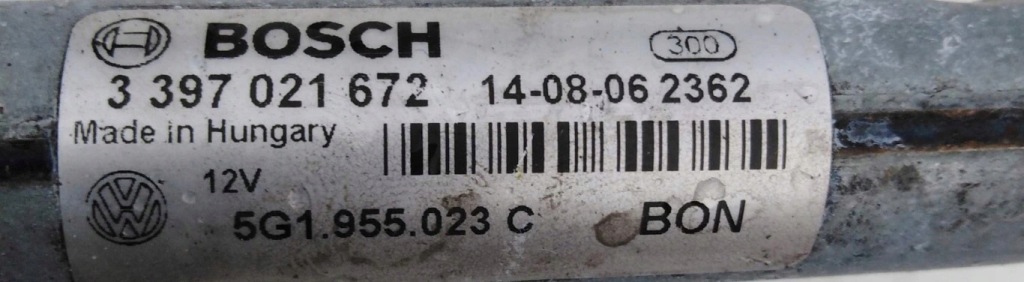 BOSCH 300
3 397 021 672 14-08-06 2362
Made in Hungary
12V
5G1.955.023 C BON